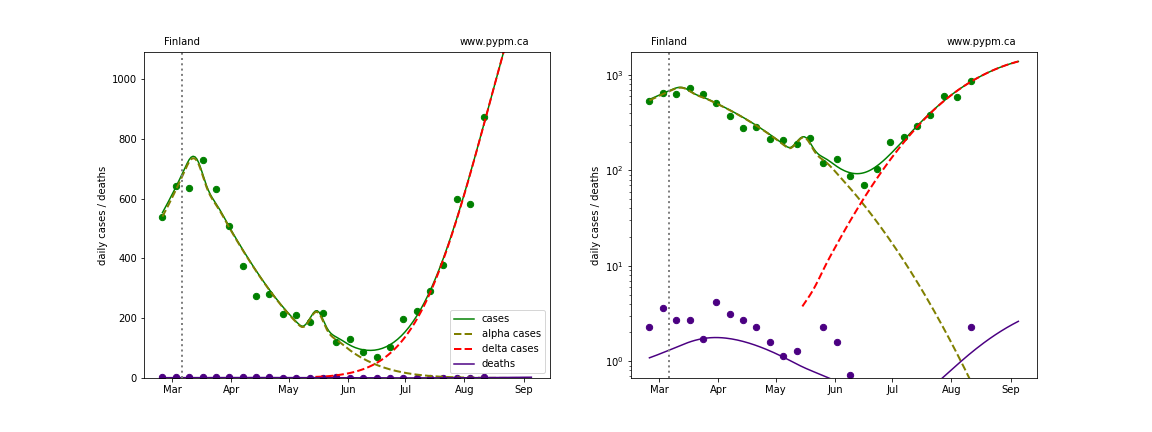 Finland www.pypm.ca
daily cases / deaths
1000
800
600
400
200
0
Mar Apr May Jun Jul Aug Sep
cases
alpha cases
delta cases
deaths
Finland www.pypm.ca
daily cases / deaths
10³
10²
10¹
10⁰
Mar Apr May Jun Jul Aug Sep